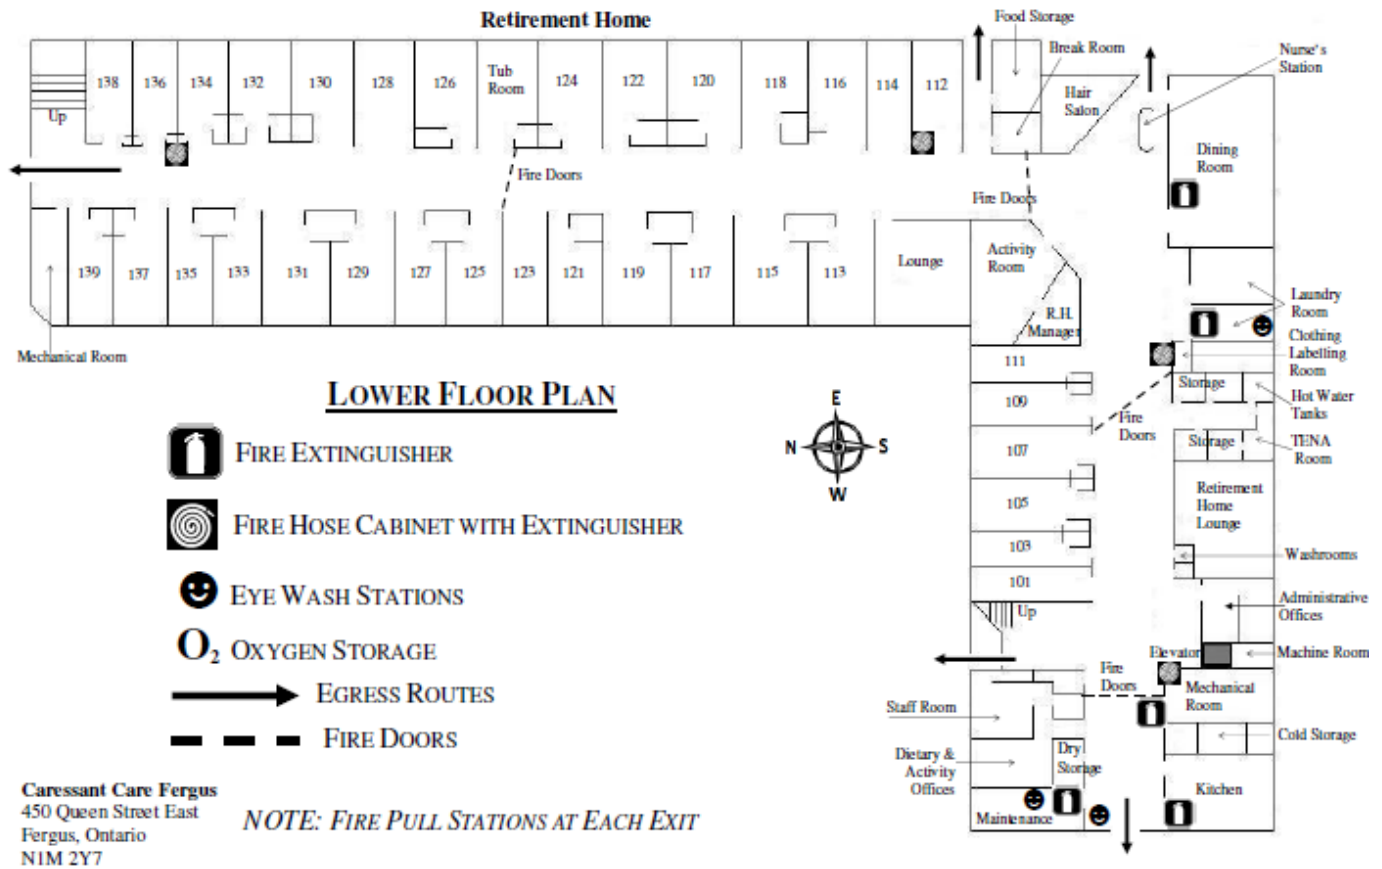 Retirement Home
Food Storage
Break Room
Nurse's
Station
138
136
134
132
130
128
126
Tub
Room
124
122
120
118
116
114
112
Hair
Salon
Up
Dining
Room
Fire Doors
Fire Doors
139
137
135
133
131
129
127
125
123
121
119
117
115
113
Lounge
Activity
Room
R.H.
Manager
Laundry
Room
Clothing
Labelling
Room
Mechanical Room
111
109
107
105
103
101
Up
Storage
Hot Water
Tanks
Fire
Doors
Storage
TENA
Room
Retirement
Home
Lounge
Washrooms
Administrative
Offices
Elevator
Machine Room
Fire
Doors
Mechanical
Room
Staff Room
Cold Storage
Dietary &
Activity
Offices
Dry
Storage
Kitchen
Maintenance
LOWER FLOOR PLAN
E
N
S
W
FIRE EXTINGUISHER
FIRE HOSE CABINET WITH EXTINGUISHER
EYE WASH STATIONS
O2 OXYGEN STORAGE
EGRESS ROUTES
FIRE DOORS
Caressant Care Fergus
450 Queen Street East
Fergus, Ontario
N1M 2Y7
NOTE: FIRE PULL STATIONS AT EACH EXIT